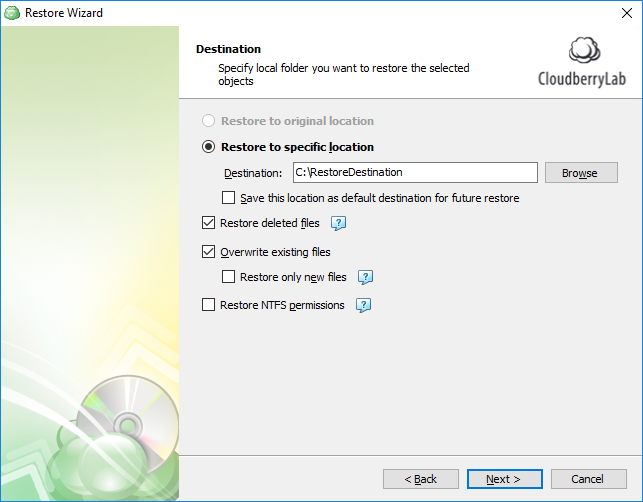 Restore Wizard
Destination
Specify local folder you want to restore the selected
objects
CloudberryLab
Restore to original location
Restore to specific location
Destination: C:\RestoreDestination Browse
Save this location as default destination for future restore
Restore deleted files ?
Overwrite existing files
Restore only new files ?
Restore NTFS permissions ?
< Back Next > Cancel